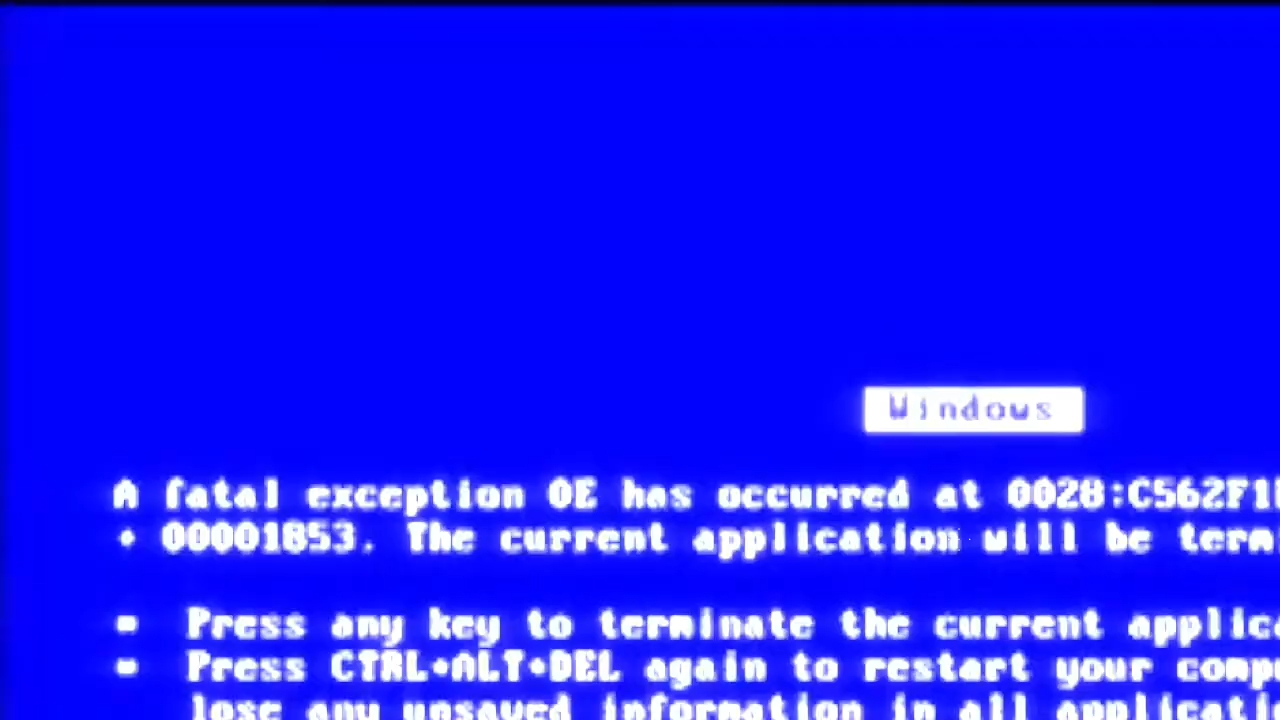 Windows
A fatal exception 0E has occurred at 0028:C562F1
+ 00001853. The current application will be term
= Press any key to terminate the current applic
= Press CTRL+ALT+DEL again to restart your comp
lose any unsaved information in all applicati